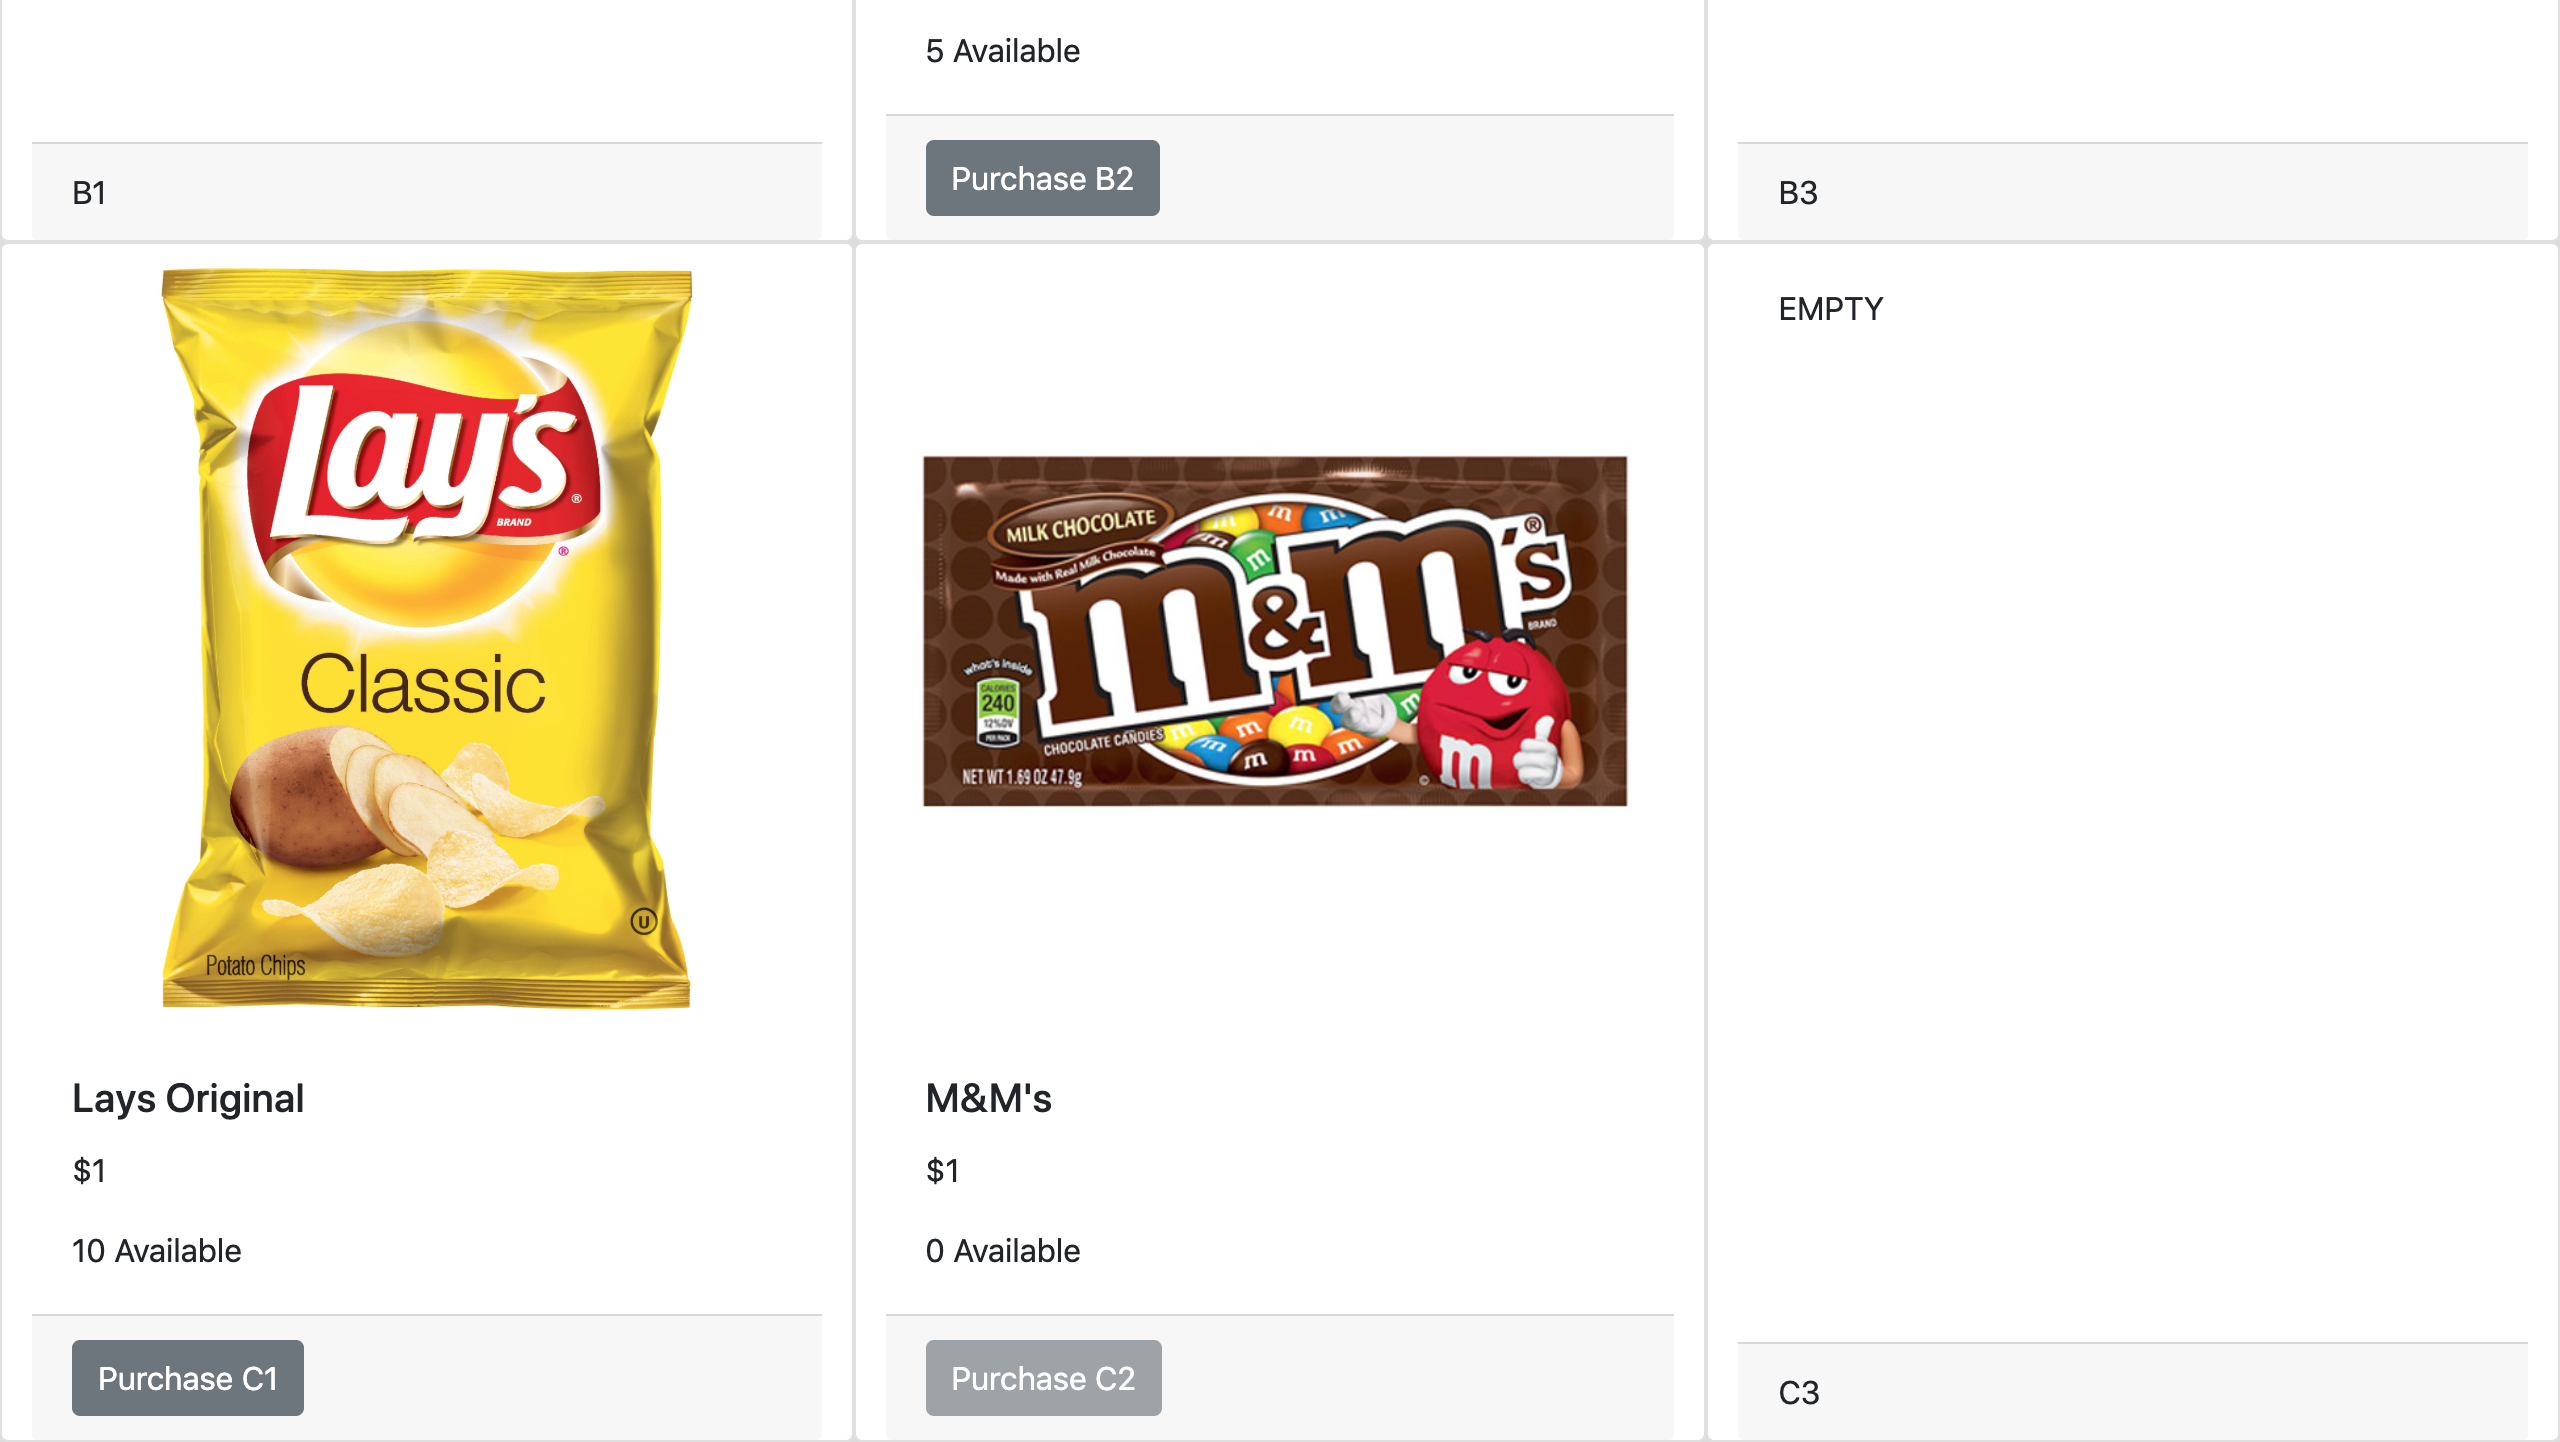 5 Available
B1
Purchase B2
B3
Lay's
BRAND
Classic
Potato Chips
Lays Original
$1
10 Available
Purchase C1
MILK CHOCOLATE
Made with Real Milk Chocolate
m&m's
BRAND
what's inside
CALORIES
240
12%DV
PER PACK
CHOCOLATE CANDIES
NET WT 1.69 OZ 47.9g
M&M's
$1
0 Available
Purchase C2
EMPTY
C3